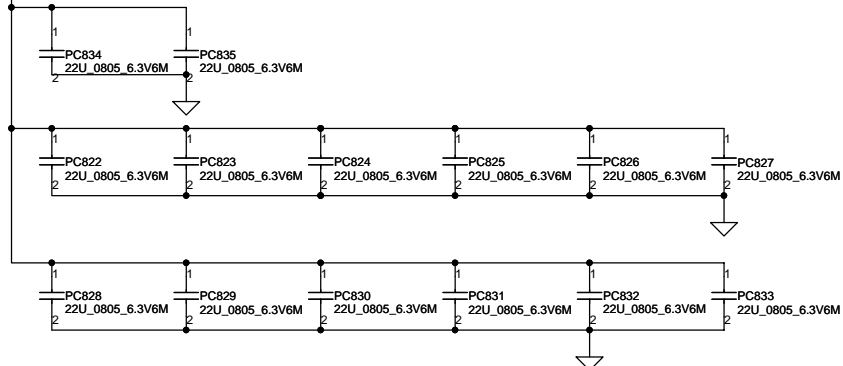 1 1
PC834 PC835
22U_0805_6.3V6M 22U_0805_6.3V6M
2 2
1 1 1 1 1 1
PC822 PC823 PC824 PC825 PC826 PC827
22U_0805_6.3V6M 22U_0805_6.3V6M 22U_0805_6.3V6M 22U_0805_6.3V6M 22U_0805_6.3V6M 22U_0805_6.3V6M
2 2 2 2 2 2
1 1 1 1 1 1
PC828 PC829 PC830 PC831 PC832 PC833
22U_0805_6.3V6M 22U_0805_6.3V6M 22U_0805_6.3V6M 22U_0805_6.3V6M 22U_0805_6.3V6M 22U_0805_6.3V6M
2 2 2 2 2 2